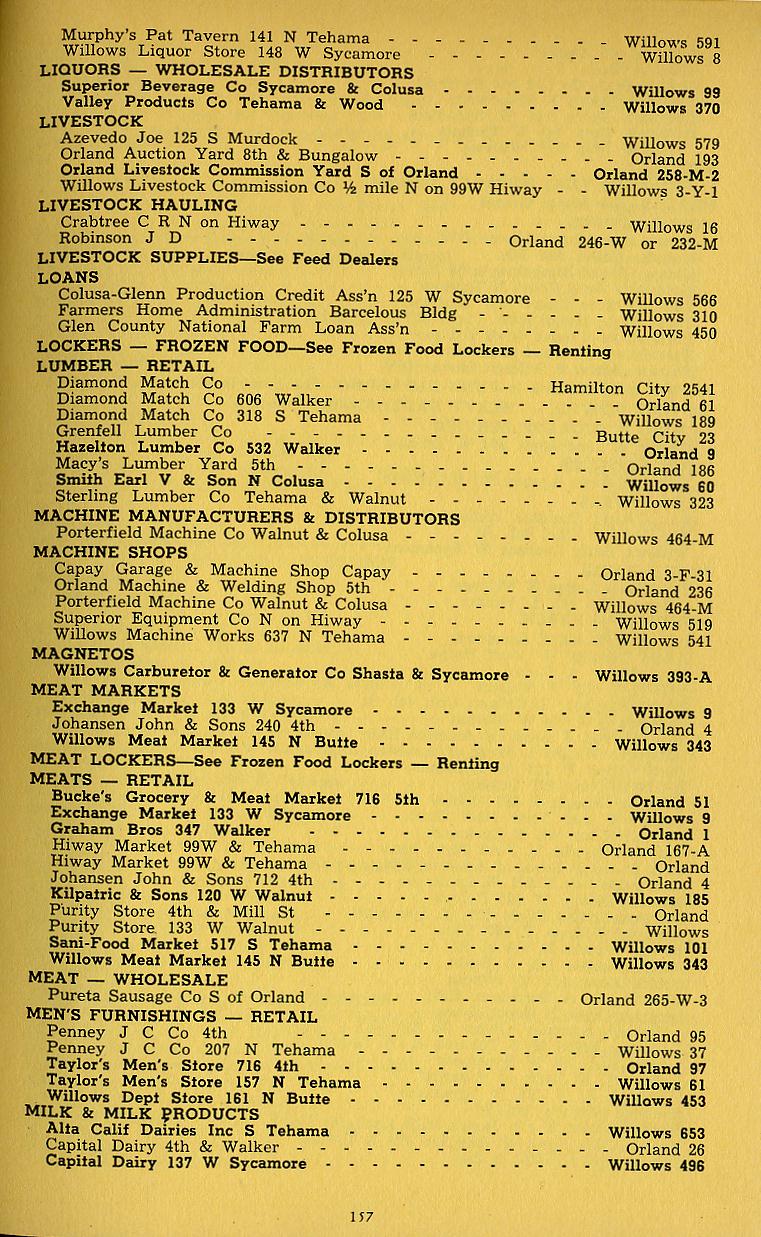 Murphy's Pat Tavern 141 N Tehama - - - - - - - - - - Willows 591
Willows Liquor Store 148 W Sycamore - - - - - - - - Willows 8
LIQUORS — WHOLESALE DISTRIBUTORS
Superior Beverage Co Sycamore & Colusa - - - - - - - Willows 99
Valley Products Co Tehama & Wood - - - - - - - - Willows 370
LIVESTOCK
Azevedo Joe 125 S Murdock - - - - - - - - - - - Willows 579
Orland Auction Yard 8th & Bungalow - - - - - - - - - Orland 193
Orland Livestock Commission Yard S of Orland - - - - - Orland 258-M-2
Willows Livestock Commission Co ½ mile N on 99W Hiway - - Willows 3-Y-1
LIVESTOCK HAULING
Crabtree C R N on Hiway - - - - - - - - - - - - Willows 16
Robinson J D - - - - - - - - - - - Orland 246-W or 232-M
LIVESTOCK SUPPLIES—See Feed Dealers
LOANS
Colusa-Glenn Production Credit Ass'n 125 W Sycamore - - - Willows 566
Farmers Home Administration Barcelous Bldg - - - - - - Willows 310
Glen County National Farm Loan Ass'n - - - - - - - - Willows 450
LOCKERS — FROZEN FOOD—See Frozen Food Lockers — Renting
LUMBER — RETAIL
Diamond Match Co - - - - - - - - - - - - Hamilton City 2541
Diamond Match Co 606 Walker - - - - - - - - - - - Orland 61
Diamond Match Co 318 S Tehama - - - - - - - - - Willows 189
Grenfell Lumber Co - - - - - - - - - - - - Butte City 23
Hazelton Lumber Co 532 Walker - - - - - - - - - - - Orland 9
Macy's Lumber Yard 5th - - - - - - - - - - - - Orland 186
Smith Earl V & Son N Colusa - - - - - - - - - - - Willows 60
Sterling Lumber Co Tehama & Walnut - - - - - - - - Willows 323
MACHINE MANUFACTURERS & DISTRIBUTORS
Porterfield Machine Co Walnut & Colusa - - - - - - - Willows 464-M
MACHINE SHOPS
Capay Garage & Machine Shop Capay - - - - - - - - Orland 3-F-31
Orland Machine & Welding Shop 5th - - - - - - - - - Orland 236
Porterfield Machine Co Walnut & Colusa - - - - - - - Willows 464-M
Superior Equipment Co N on Hiway - - - - - - - - - Willows 519
Willows Machine Works 637 N Tehama - - - - - - - - Willows 541
MAGNETOS
Willows Carburetor & Generator Co Shasta & Sycamore - - - Willows 393-A
MEAT MARKETS
Exchange Market 133 W Sycamore - - - - - - - - - - Willows 9
Johansen John & Sons 240 4th - - - - - - - - - - - - Orland 4
Willows Meat Market 145 N Butte - - - - - - - - - Willows 343
MEAT LOCKERS—See Frozen Food Lockers — Renting
MEATS — RETAIL
Bucke's Grocery & Meat Market 716 5th - - - - - - - Orland 51
Exchange Market 133 W Sycamore - - - - - - - - - - Willows 9
Graham Bros 347 Walker - - - - - - - - - - - - Orland 1
Hiway Market 99W & Tehama - - - - - - - - - - Orland 167-A
Hiway Market 99W & Tehama - - - - - - - - - - - - Orland
Johansen John & Sons 712 4th - - - - - - - - - - - Orland 4
Kilpatric & Sons 120 W Walnut - - - - - - - - - - Willows 185
Purity Store 4th & Mill St - - - - - - - - - - - - Orland
Purity Store 133 W Walnut - - - - - - - - - - - - Willows
Sani-Food Market 517 S Tehama - - - - - - - - - - Willows 101
Willows Meat Market 145 N Butte - - - - - - - - - Willows 343
MEAT — WHOLESALE
Pureta Sausage Co S of Orland - - - - - - - - - - Orland 265-W-3
MEN'S FURNISHINGS — RETAIL
Penney J C Co 4th - - - - - - - - - - - - - Orland 95
Penney J C Co 207 N Tehama - - - - - - - - - - Willows 37
Taylor's Men's Store 716 4th - - - - - - - - - - - - Orland 97
Taylor's Men's Store 157 N Tehama - - - - - - - - - Willows 61
Willows Dept Store 161 N Butte - - - - - - - - - - Willows 453
MILK & MILK PRODUCTS
Alta Calif Dairies Inc S Tehama - - - - - - - - - - Willows 653
Capital Dairy 4th & Walker - - - - - - - - - - - - Orland 26
Capital Dairy 137 W Sycamore - - - - - - - - - - - Willows 496
157